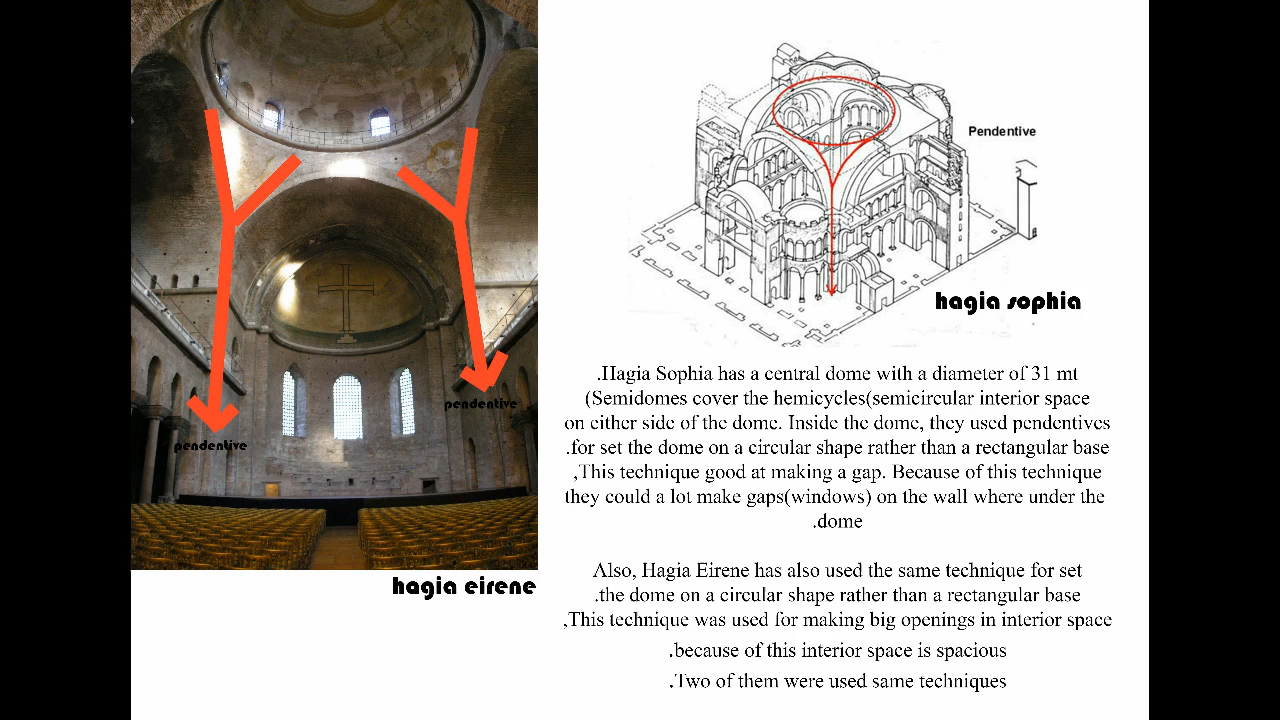 pendentive
pendentive
hagia eirene
Pendentive
hagia sophia
.Hagia Sophia has a central dome with a diameter of 31 mt
(Semidomes cover the hemicycles(semicircular interior space
on either side of the dome. Inside the dome, they used pendentives
.for set the dome on a circular shape rather than a rectangular base
,This technique good at making a gap. Because of this technique
they could a lot make gaps(windows) on the wall where under the
.dome
Also, Hagia Eirene has also used the same technique for set
.the dome on a circular shape rather than a rectangular base
,This technique was used for making big openings in interior space
.because of this interior space is spacious
.Two of them were used same techniques